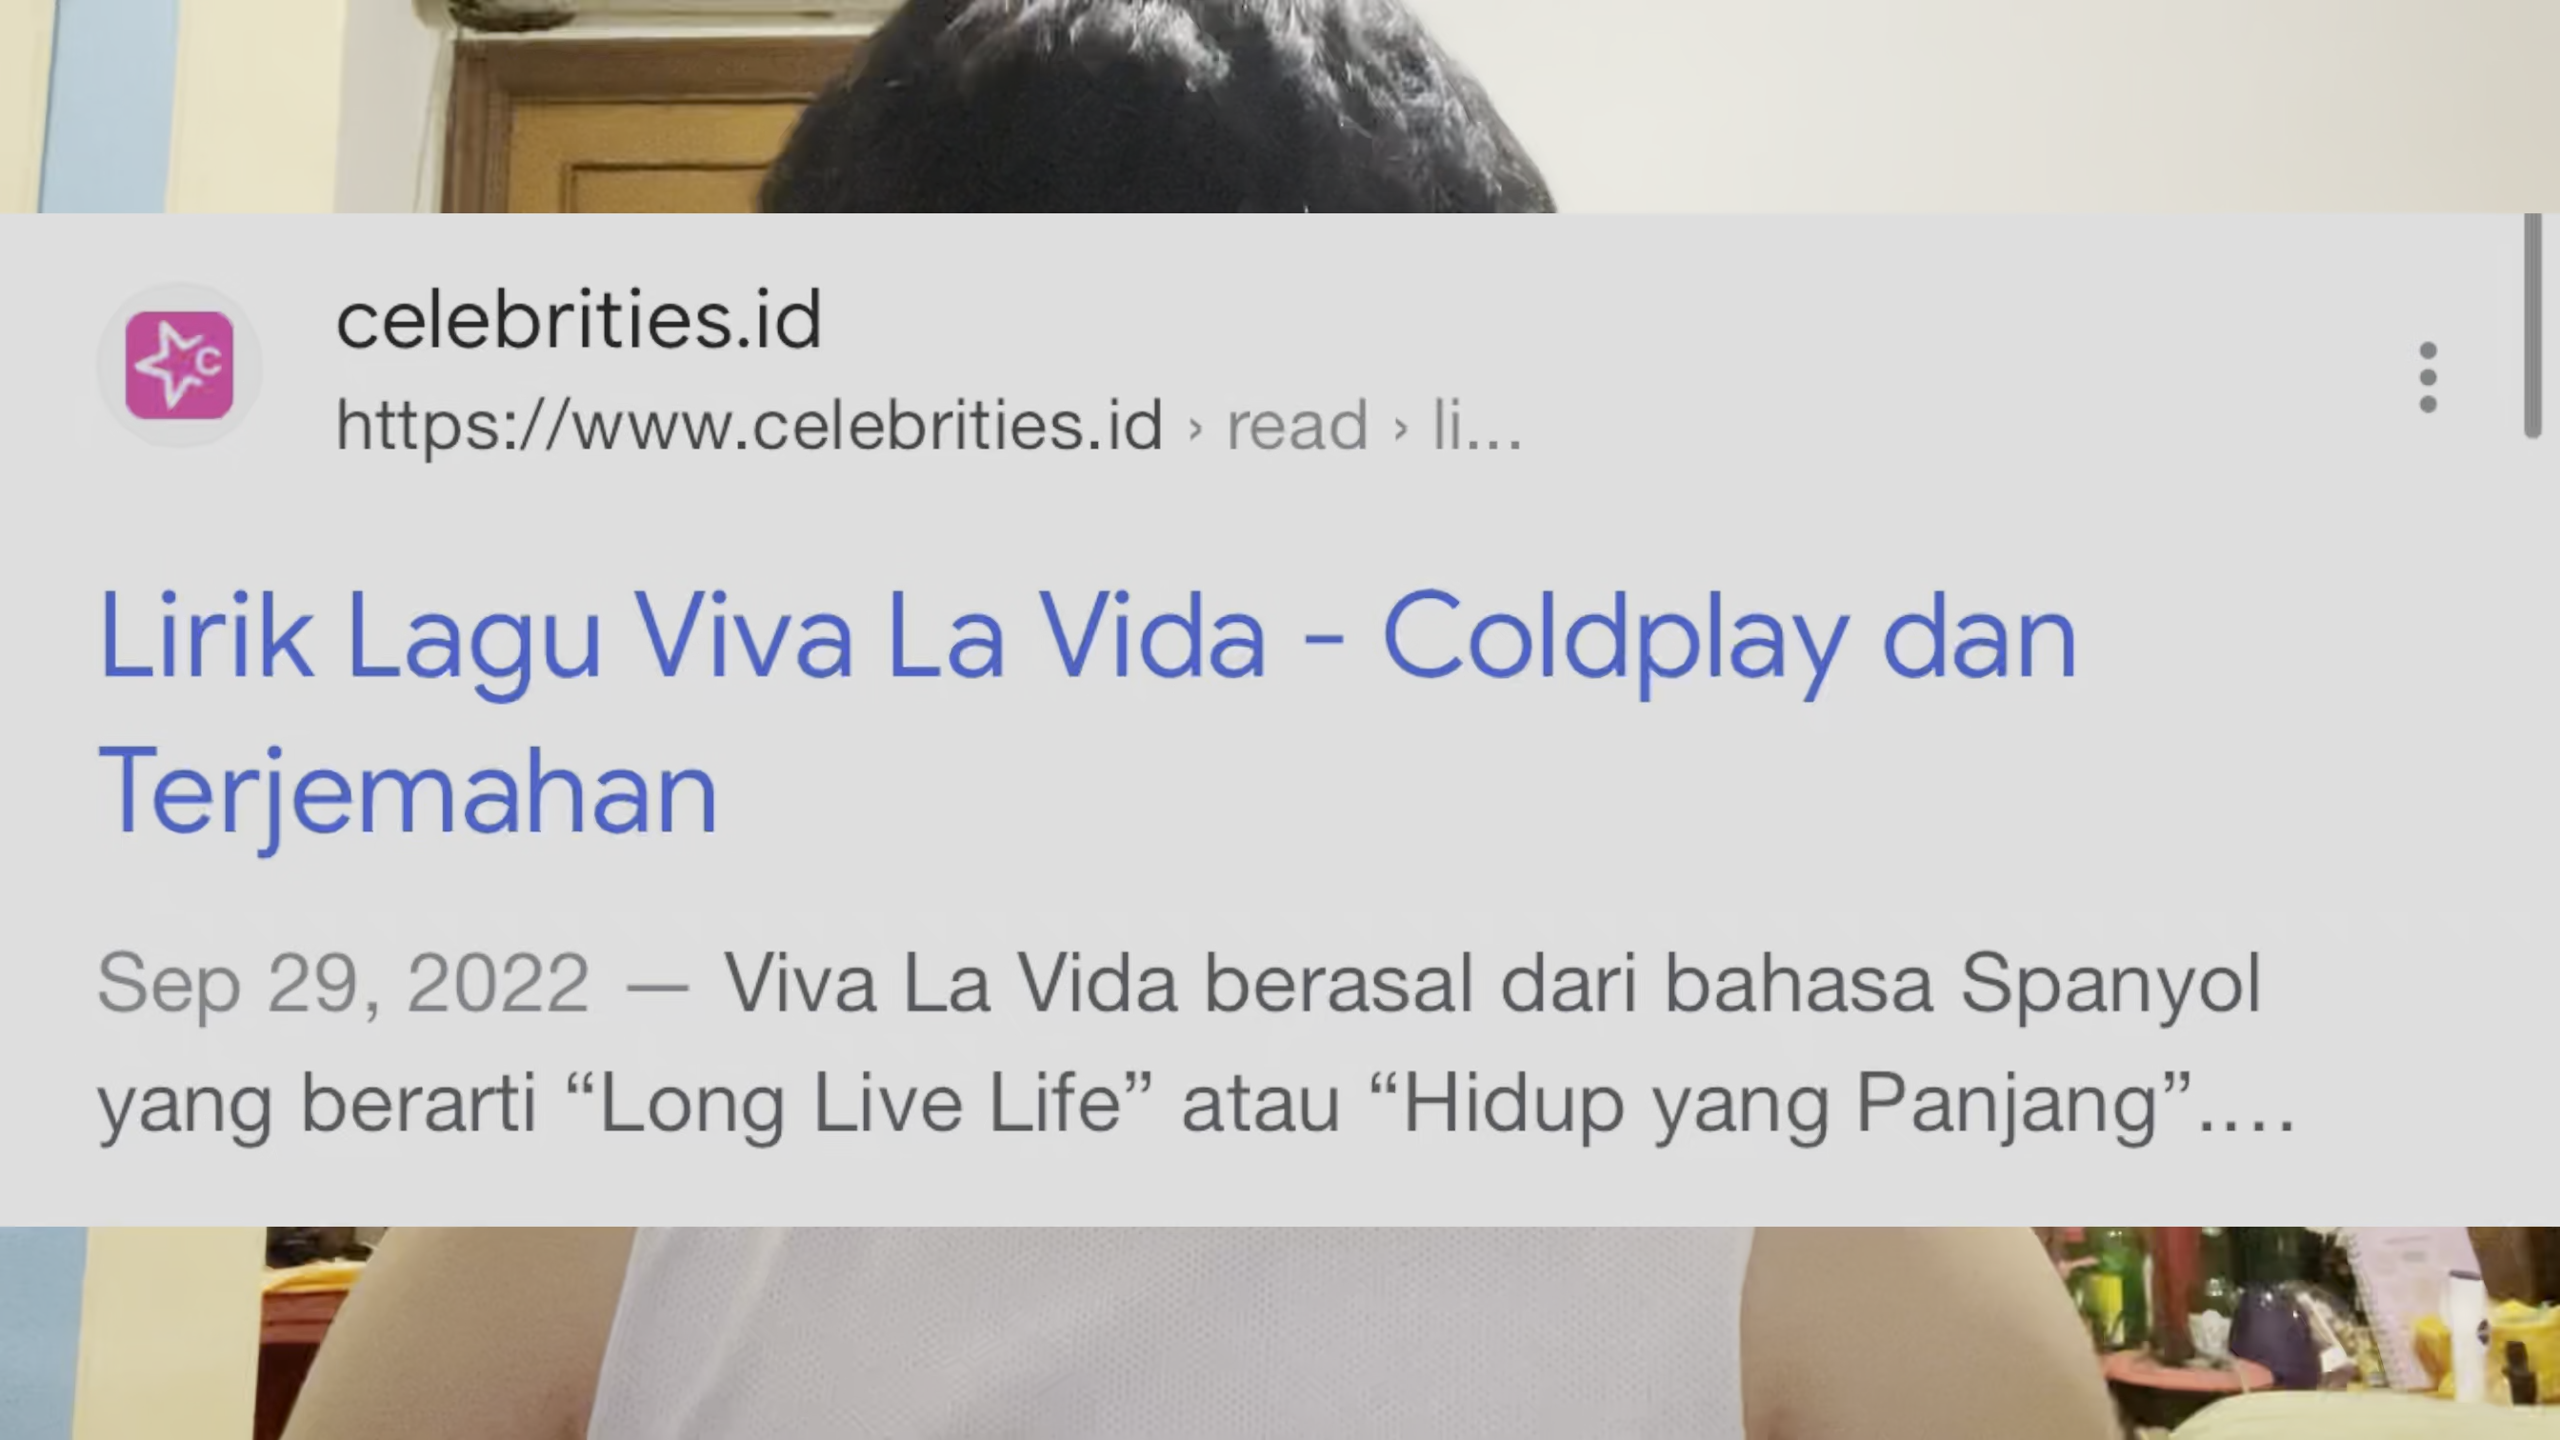 celebrities.id
https://www.celebrities.id › read › li...
Lirik Lagu Viva La Vida - Coldplay dan
Terjemahan
Sep 29, 2022 — Viva La Vida berasal dari bahasa Spanyol
yang berarti “Long Live Life” atau “Hidup yang Panjang”....